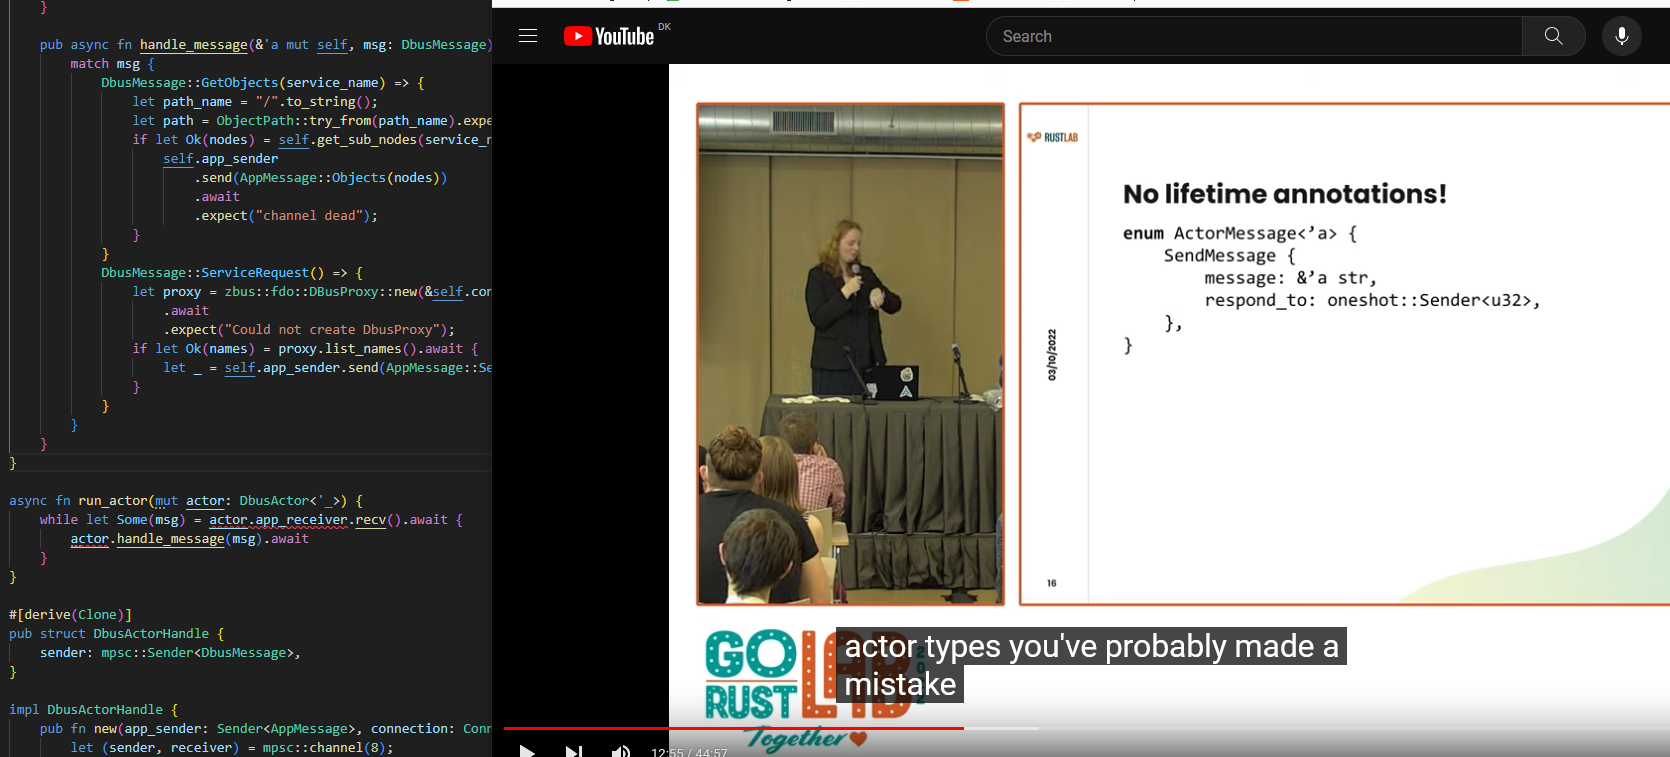 }
pub async fn handle_message(&'a mut self, msg: DbusMessage)
match msg {
DbusMessage::GetObjects(service_name) => {
let path_name = "/".to_string();
let path = ObjectPath::try_from(path_name).expe
if let Ok(nodes) = self.get_sub_nodes(service_n
self.app_sender
.send(AppMessage::Objects(nodes))
.await
.expect("channel dead");
}
}
DbusMessage::ServiceRequest() => {
let proxy = zbus::fdo::DBusProxy::new(&self.con
.await
.expect("Could not create DbusProxy");
if let Ok(names) = proxy.list_names().await {
let _ = self.app_sender.send(AppMessage::Se
}
}
}
}
}
async fn run_actor(mut actor: DbusActor<'_>) {
while let Some(msg) = actor.app_receiver.recv().await {
actor.handle_message(msg).await
}
}
#[derive(Clone)]
pub struct DbusActorHandle {
sender: mpsc::Sender<DbusMessage>,
}
impl DbusActorHandle {
pub fn new(app_sender: Sender<AppMessage>, connection: Conn
let (sender, receiver) = mpsc::channel(8);
YouTube DK
Search
RUSTLAB
No lifetime annotations!
enum ActorMessage<’a> {
SendMessage {
message: &’a str,
respond_to: oneshot::Sender<u32>,
},
}
03/10/2022
16
GO LAB
RUST
Together
actor types you've probably made a
mistake
12:55 / 44:57